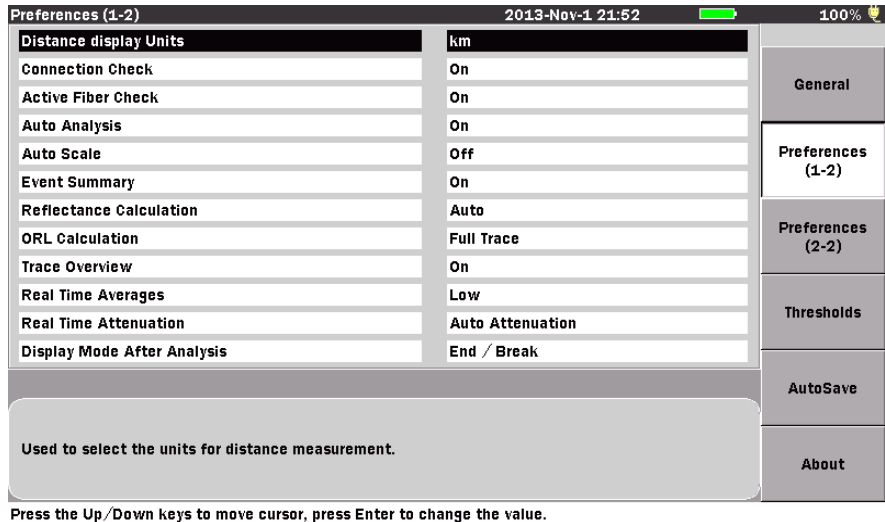 Preferences (1-2) 2013-Nov-1 21:52 100%
Distance display Units km
Connection Check On
Active Fiber Check On
Auto Analysis On
Auto Scale Off
Event Summary On
Reflectance Calculation Auto
ORL Calculation Full Trace
Trace Overview On
Real Time Averages Low
Real Time Attenuation Auto Attenuation
Display Mode After Analysis End / Break
General
Preferences
(1-2)
Preferences
(2-2)
Thresholds
AutoSave
About
Used to select the units for distance measurement.
Press the Up/Down keys to move cursor, press Enter to change the value.